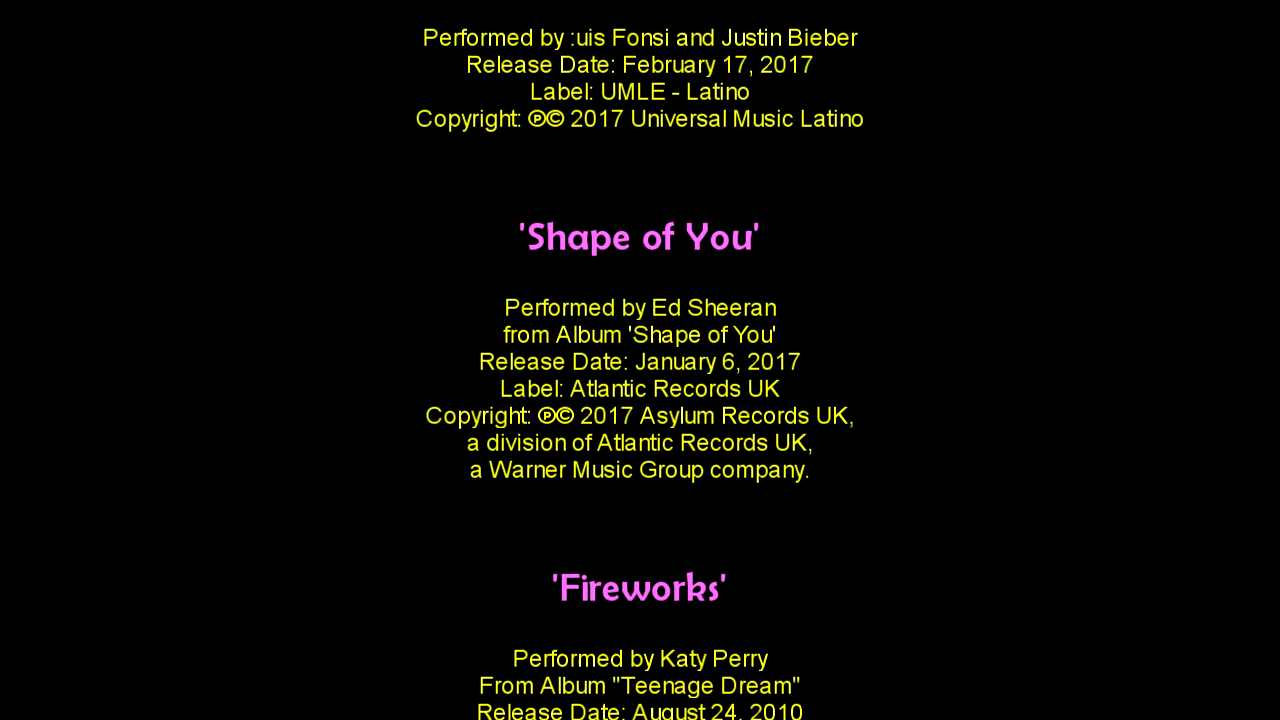 Performed by :uis Fonsi and Justin Bieber
Release Date: February 17, 2017
Label: UMLE - Latino
Copyright: ℗© 2017 Universal Music Latino
'Shape of You'
Performed by Ed Sheeran
from Album 'Shape of You'
Release Date: January 6, 2017
Label: Atlantic Records UK
Copyright: ℗© 2017 Asylum Records UK,
a division of Atlantic Records UK,
a Warner Music Group company.
'Fireworks'
Performed by Katy Perry
From Album "Teenage Dream"
Release Date: August 24, 2010